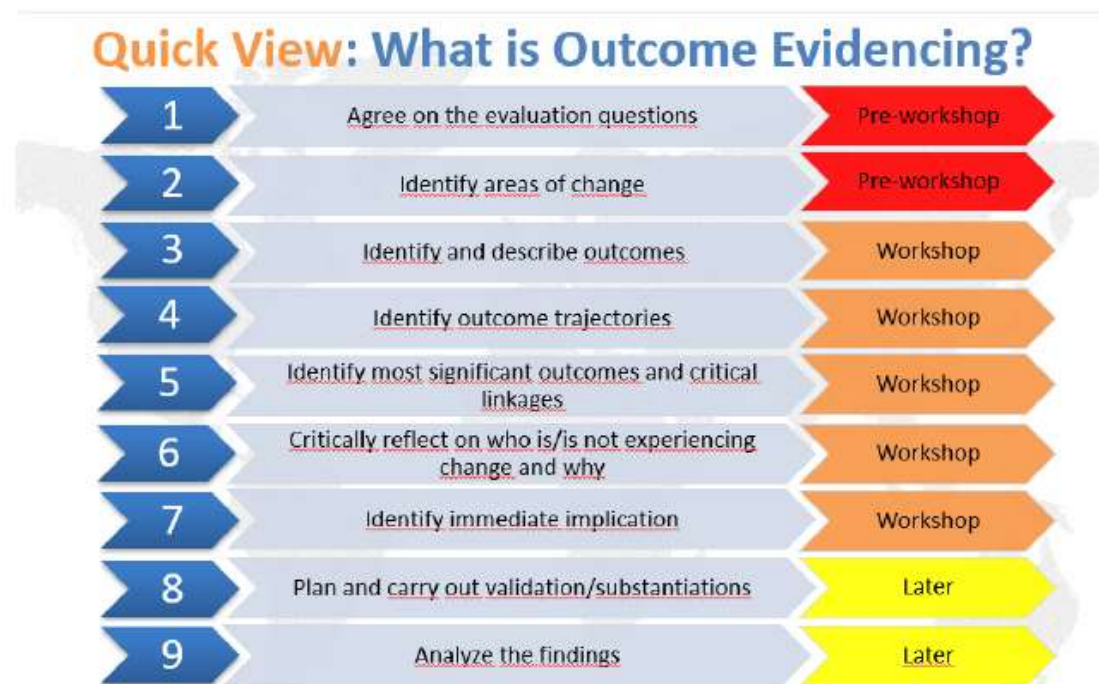 Quick View: What is Outcome Evidencing?
1
Agree on the evaluation questions
Pre-workshop
2
Identify areas of change
Pre-workshop
3
Identify and describe outcomes
Workshop
4
Identify outcome trajectories
Workshop
5
Identify most significant outcomes and critical
linkages
Workshop
6
Critically reflect on who is/is not experiencing
change and why
Workshop
7
Identify immediate implication
Workshop
8
Plan and carry out validation/substantiations
Later
9
Analyze the findings
Later